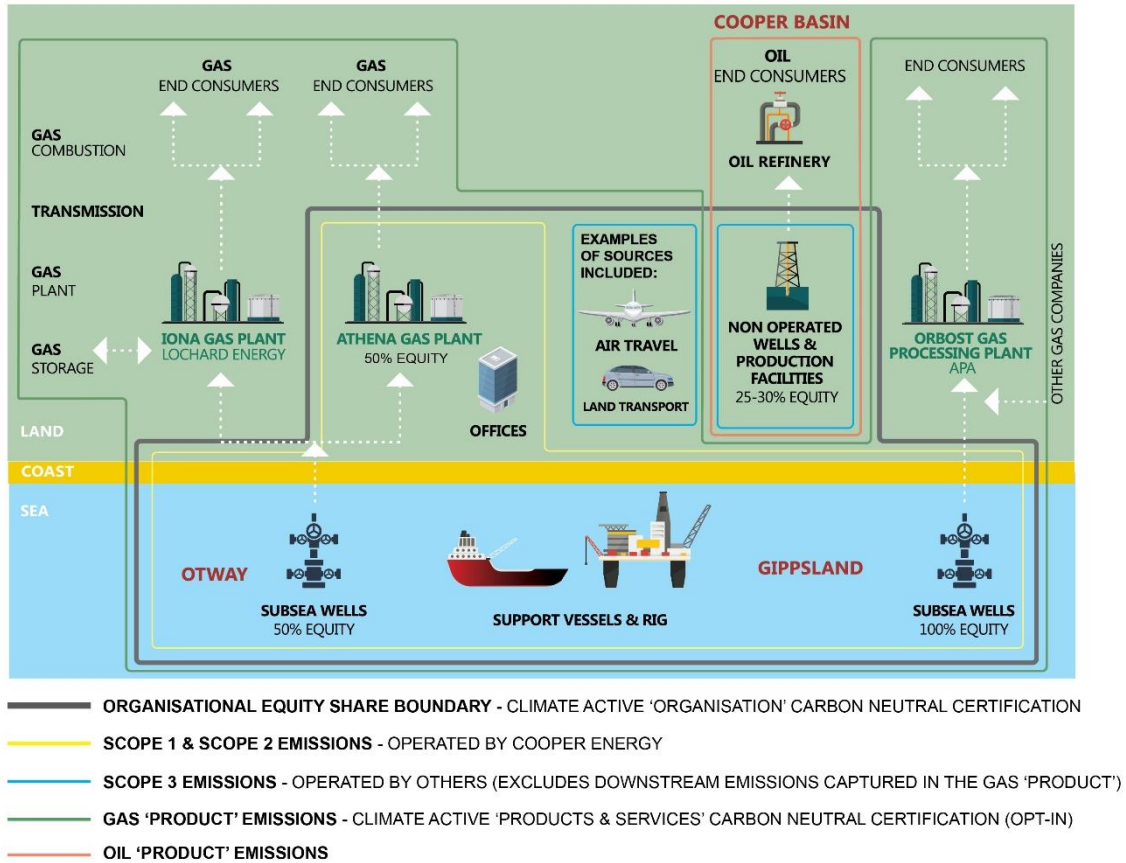 COOPER BASIN
GAS
END CONSUMERS
GAS
END CONSUMERS
OIL
END CONSUMERS
END CONSUMERS
GAS
COMBUSTION
OIL REFINERY
TRANSMISSION
EXAMPLES
OF SOURCES
INCLUDED:
GAS
PLANT
IONA GAS PLANT
LOCHARD ENERGY
ATHENA GAS PLANT
50% EQUITY
AIR TRAVEL
LAND TRANSPORT
NON OPERATED
WELLS &
PRODUCTION
FACILITIES
25-30% EQUITY
ORBOST GAS
PROCESSING PLANT
APA
OTHER GAS COMPANIES
GAS
STORAGE
OFFICES
LAND
COAST
SEA
OTWAY
GIPPSLAND
SUBSEA WELLS
50% EQUITY
SUPPORT VESSELS & RIG
SUBSEA WELLS
100% EQUITY
ORGANISATIONAL EQUITY SHARE BOUNDARY - CLIMATE ACTIVE ‘ORGANISATION’ CARBON NEUTRAL CERTIFICATION
SCOPE 1 & SCOPE 2 EMISSIONS - OPERATED BY COOPER ENERGY
SCOPE 3 EMISSIONS - OPERATED BY OTHERS (EXCLUDES DOWNSTREAM EMISSIONS CAPTURED IN THE GAS ‘PRODUCT’)
GAS ‘PRODUCT’ EMISSIONS - CLIMATE ACTIVE ‘PRODUCTS & SERVICES’ CARBON NEUTRAL CERTIFICATION (OPT-IN)
OIL ‘PRODUCT’ EMISSIONS